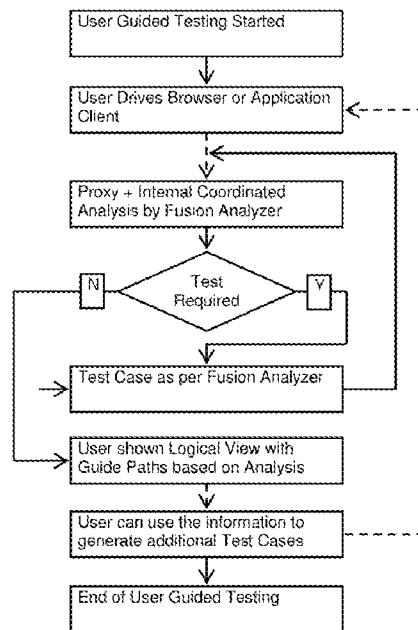 User Guided Testing Started
User Drives Browser or Application
Client
Proxy + Internal Coordinated
Analysis by Fusion Analyzer
N
Test
Required
Y
Test Case as per Fusion Analyzer
User shown Logical View with
Guide Paths based on Analysis
User can use the information to
generate additional Test Cases
End of User Guided Testing